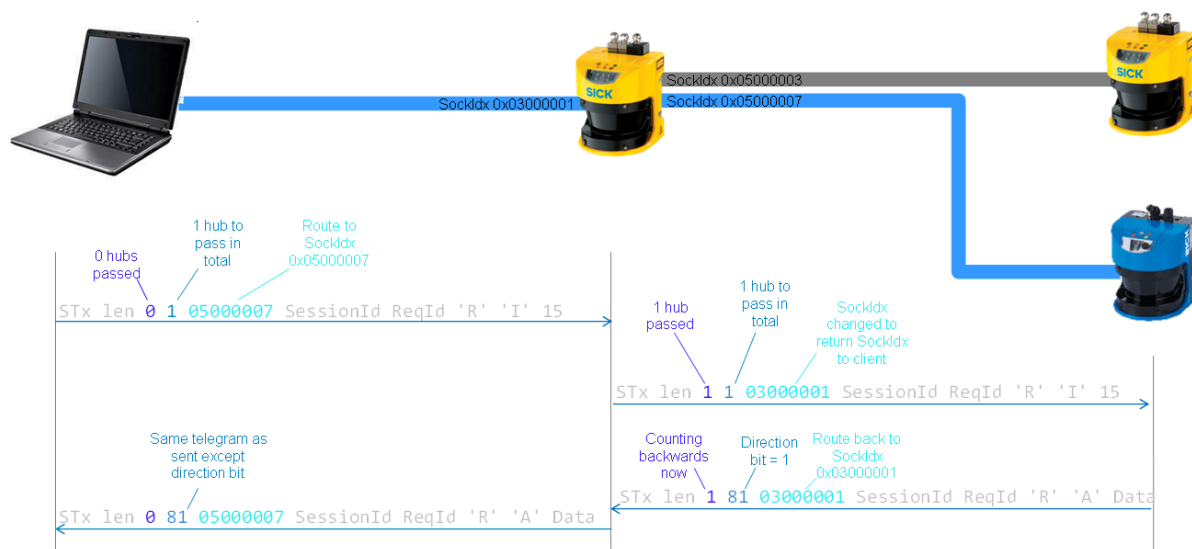 SICK
SICK
SockIdx 0x03000001
SockIdx 0x05000003
SockIdx 0x05000007
SICK
0 hubs
passed
1 hub to
pass in
total
Route to
SockIdx
0x05000007
STx len 0 1 05000007 SessionId ReqId 'R' 'I' 15
1 hub
passed
1 hub to
pass in
total
SockIdx
changed to
return SockIdx
to client
STx len 1 1 03000001 SessionId ReqId 'R' 'I' 15
Same telegram as
sent except
direction bit
Counting
backwards
now
Direction
bit = 1
Route back to
SockIdx
0x03000001
STx len 1 81 03000001 SessionId ReqId 'R' 'A' Data
STx len 0 81 05000007 SessionId ReqId 'R' 'A' Data